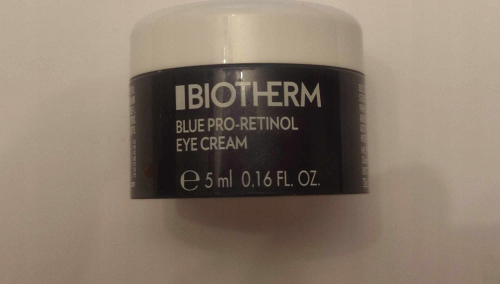 BIOTHERM
BLUE PRO-RETINOL
EYE CREAM
℮ 5 ml 0.16 FL. OZ.